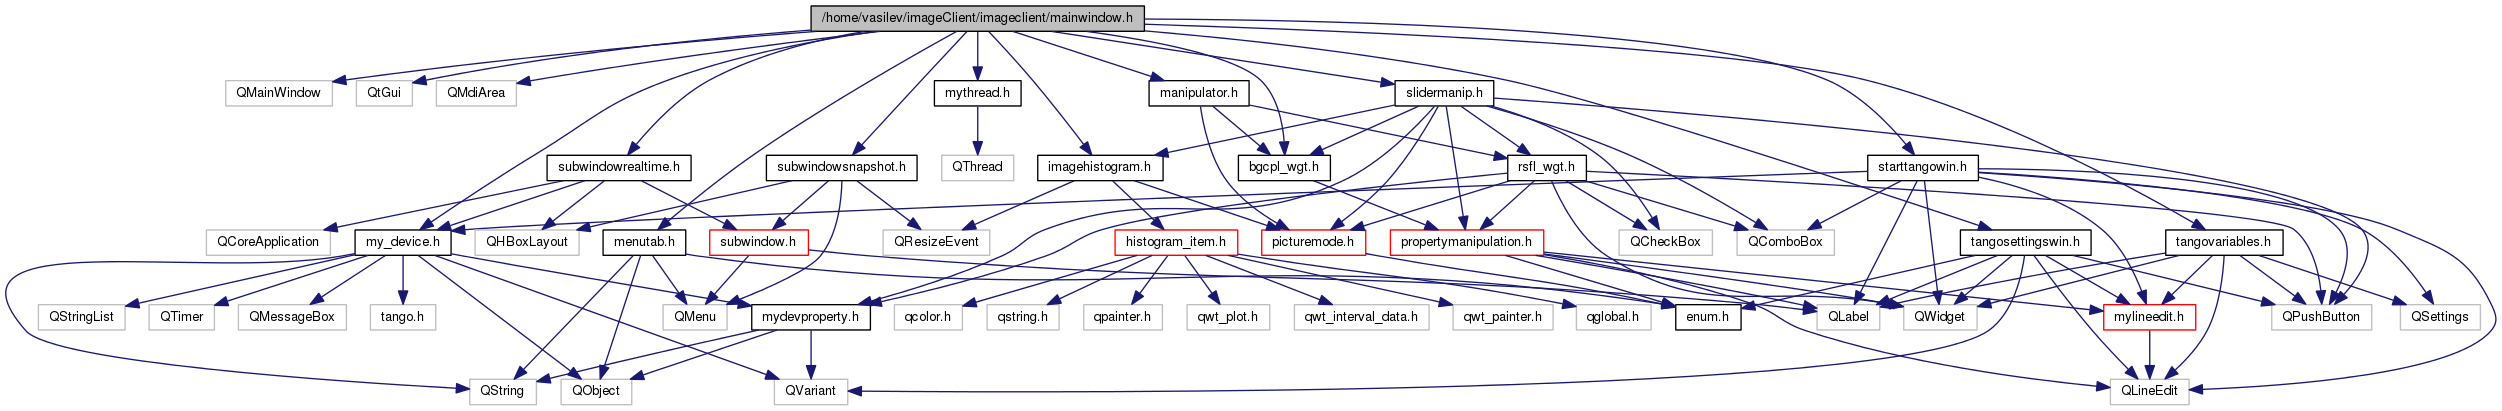 /home/vasilev/imageClient/imageclient/mainwindow.h
QMainWindow
QtGui
QMdiArea
mythread.h
manipulator.h
slidermanip.h
subwindowrealtime.h
subwindowsnapshot.h
QThread
imagehistogram.h
bgcpl_wgt.h
rsfl_wgt.h
starttangowin.h
QCoreApplication
my_device.h
QHBoxLayout
menutab.h
subwindow.h
QResizeEvent
histogram_item.h
picturemode.h
propertymanipulation.h
QCheckBox
QComboBox
tangosettingswin.h
tangovariables.h
QStringList
QTimer
QMessageBox
tango.h
QMenu
mydevproperty.h
qcolor.h
qstring.h
qpainter.h
qwt_plot.h
qwt_interval_data.h
qwt_painter.h
qglobal.h
enum.h
QLabel
QWidget
mylineedit.h
QPushButton
QSettings
QString
QObject
QVariant
QLineEdit